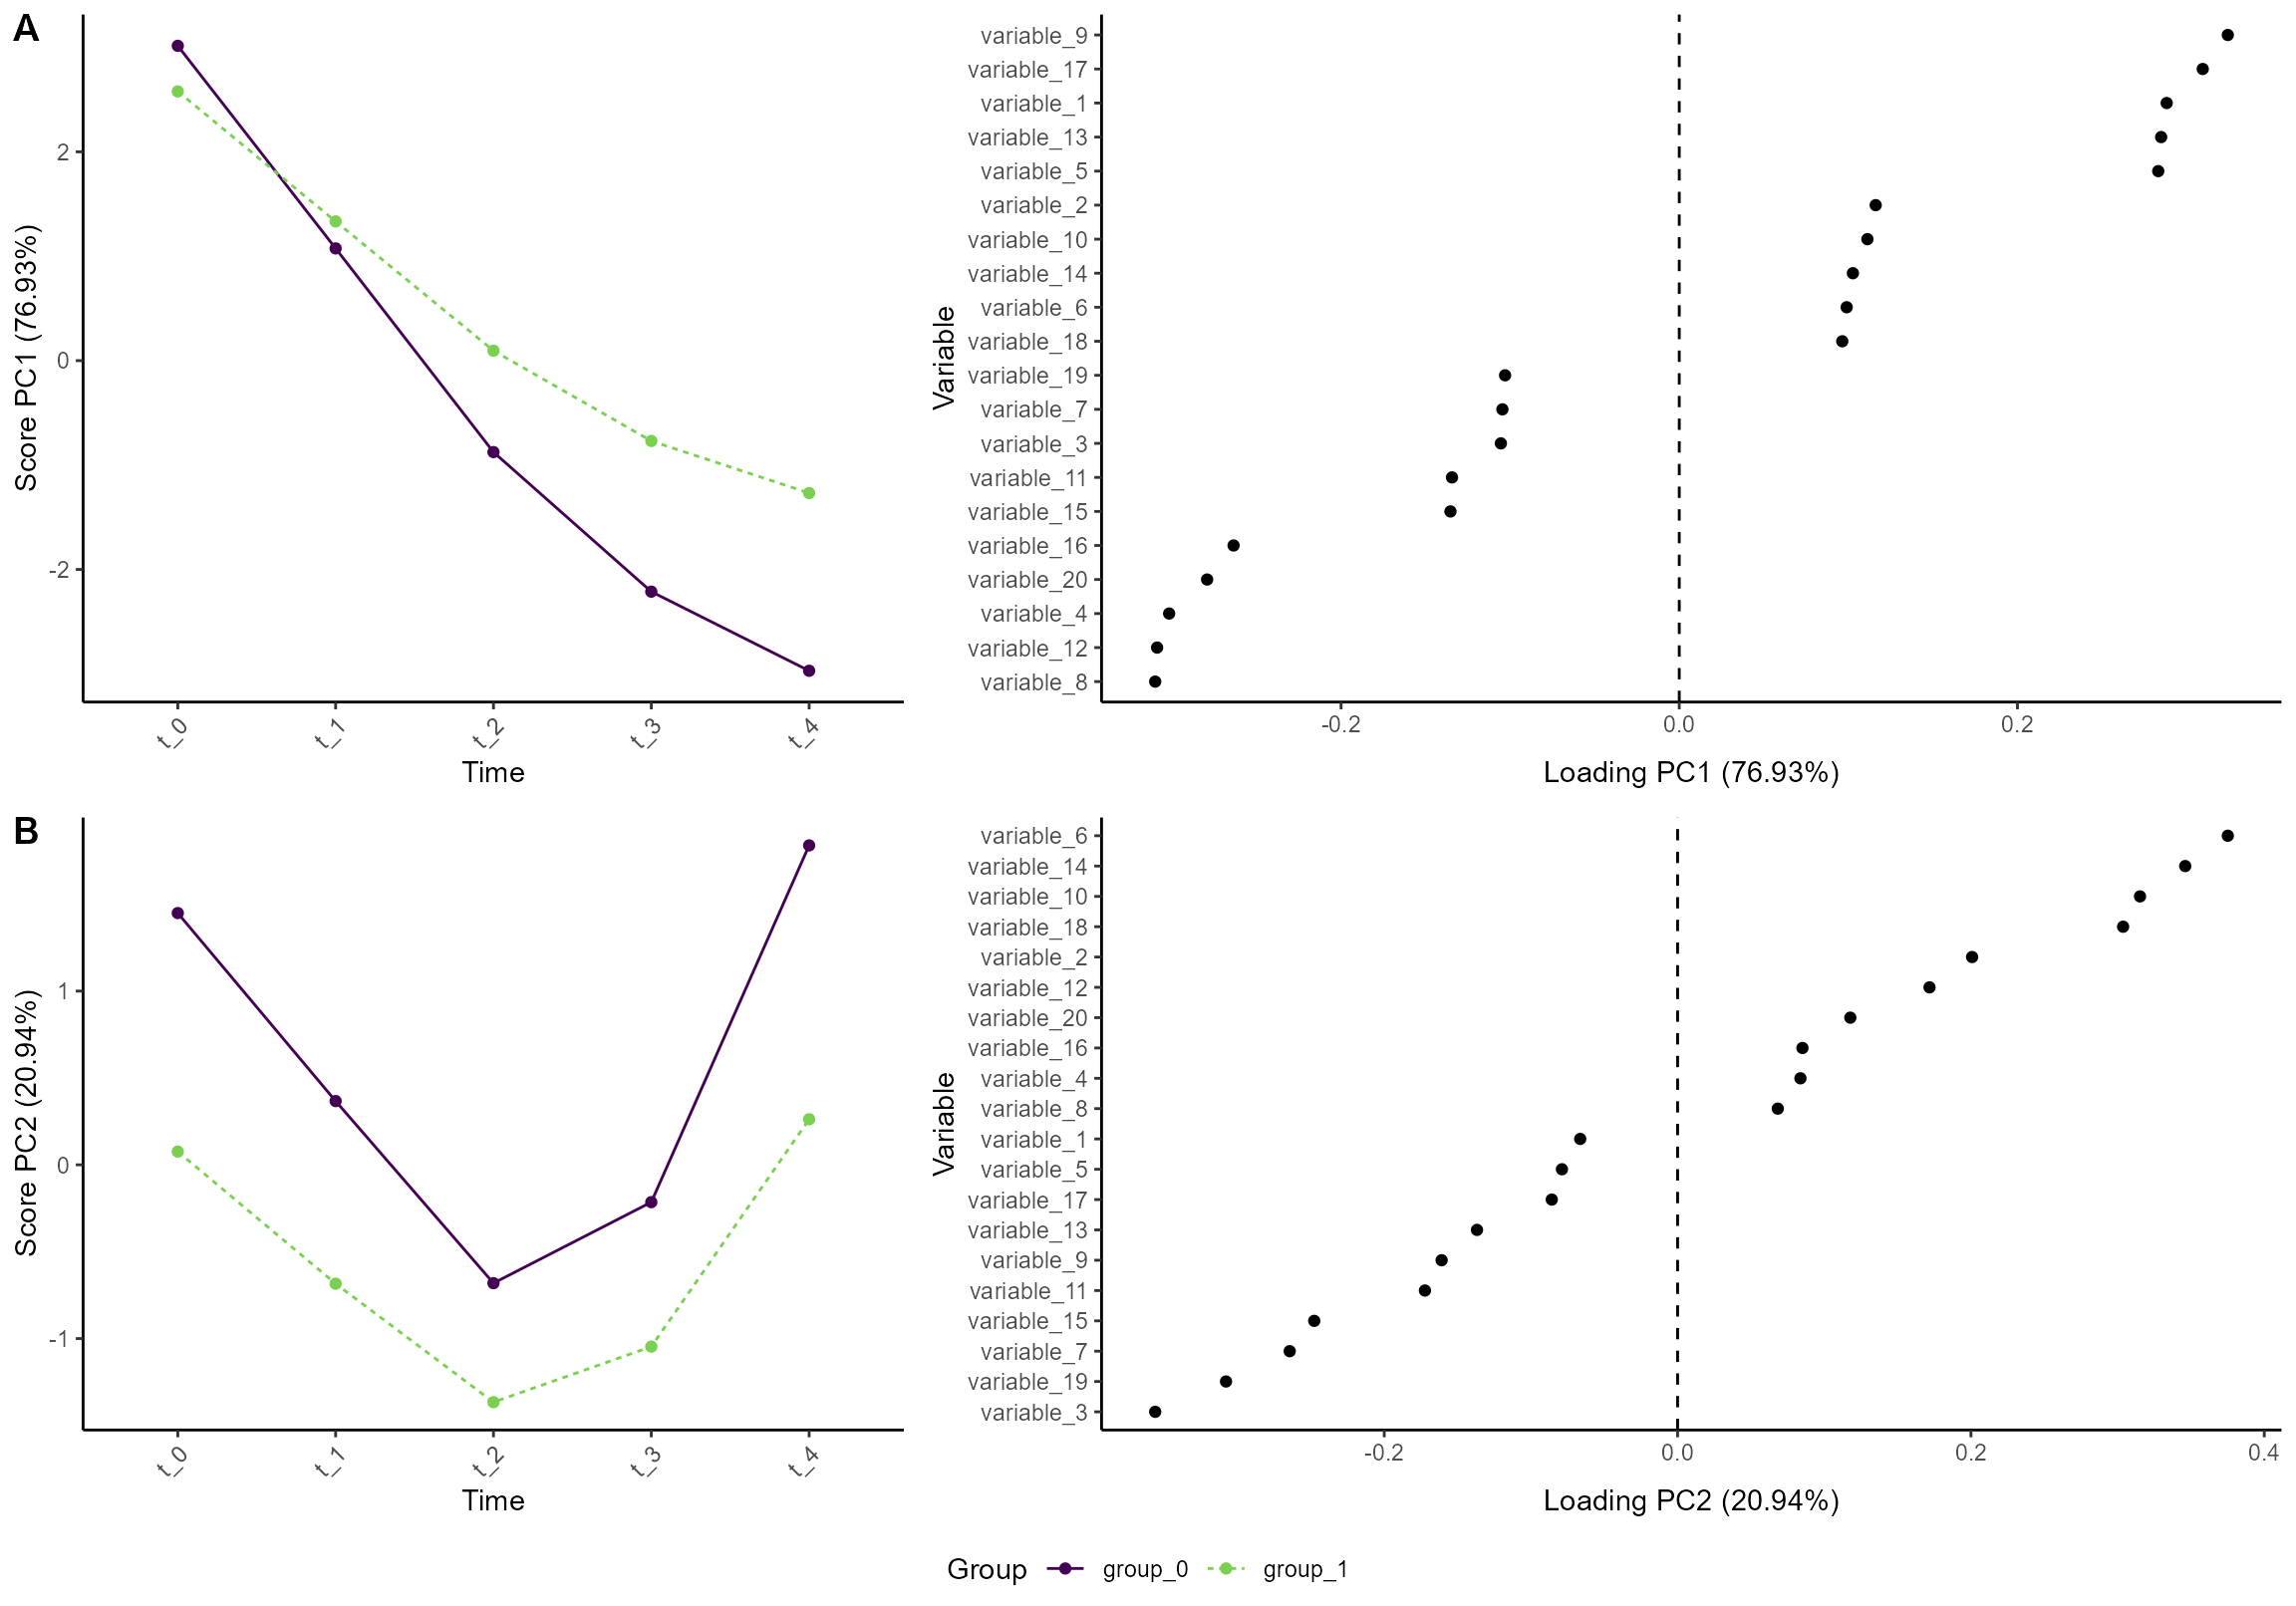 A
Score PC1 (76.93%)
2
0
-2
t_0
t_1
t_2
t_3
t_4
Time
Variable
variable_9
variable_17
variable_1
variable_13
variable_5
variable_2
variable_10
variable_14
variable_6
variable_18
variable_19
variable_7
variable_3
variable_11
variable_15
variable_16
variable_20
variable_4
variable_12
variable_8
-0.2
0.0
0.2
Loading PC1 (76.93%)
B
Score PC2 (20.94%)
1
0
-1
t_0
t_1
t_2
t_3
t_4
Time
Variable
variable_6
variable_14
variable_10
variable_18
variable_2
variable_12
variable_20
variable_16
variable_4
variable_8
variable_1
variable_5
variable_17
variable_13
variable_9
variable_11
variable_15
variable_7
variable_19
variable_3
-0.2
0.0
0.2
0.4
Loading PC2 (20.94%)
Group group_0 group_1